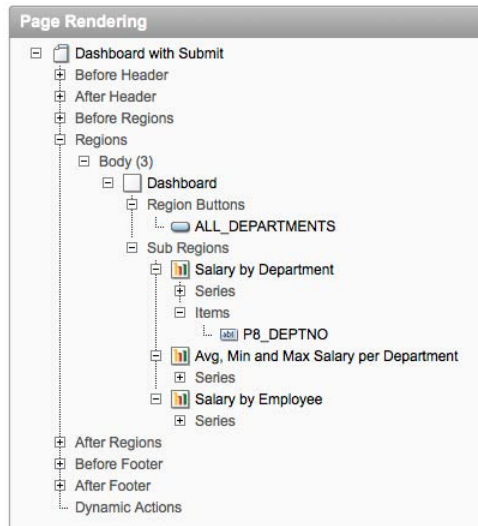 Page Rendering
Dashboard with Submit
Before Header
After Header
Before Regions
Regions
Body (3)
Dashboard
Region Buttons
ALL_DEPARTMENTS
Sub Regions
Salary by Department
Series
Items
P8_DEPTNO
Avg, Min and Max Salary per Department
Series
Salary by Employee
Series
After Regions
Before Footer
After Footer
Dynamic Actions